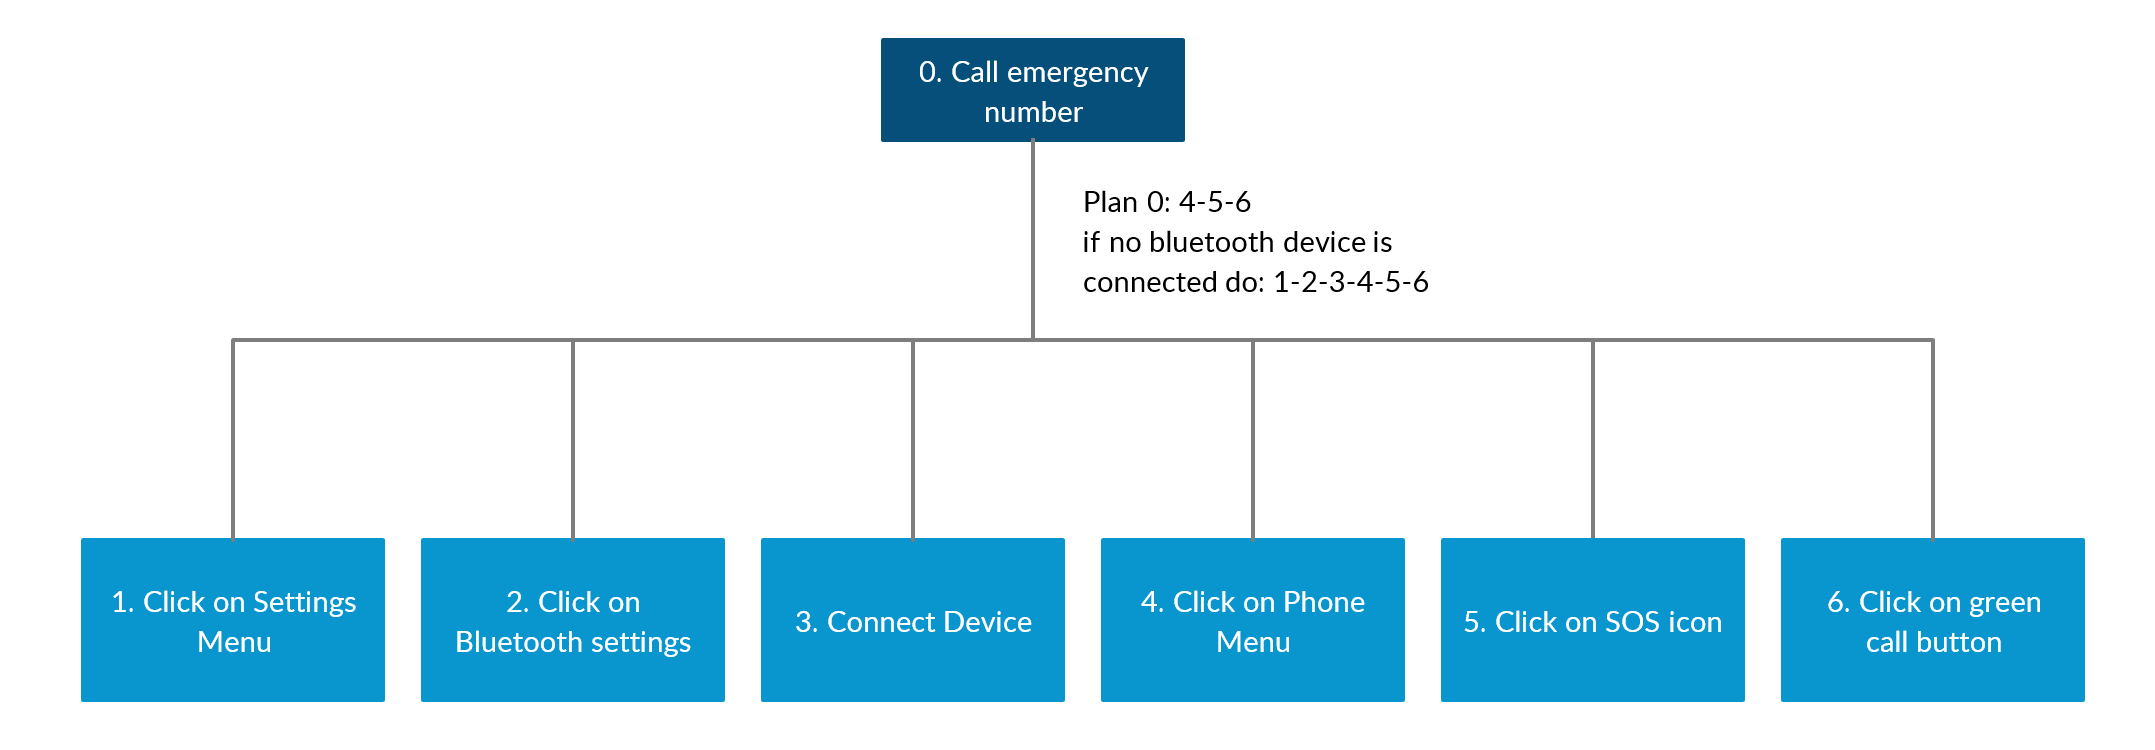 0. Call emergency
number
Plan 0: 4-5-6
if no bluetooth device is
connected do: 1-2-3-4-5-6
1. Click on Settings
Menu
2. Click on
Bluetooth settings
3. Connect Device
4. Click on Phone
Menu
5. Click on SOS icon
6. Click on green
call button